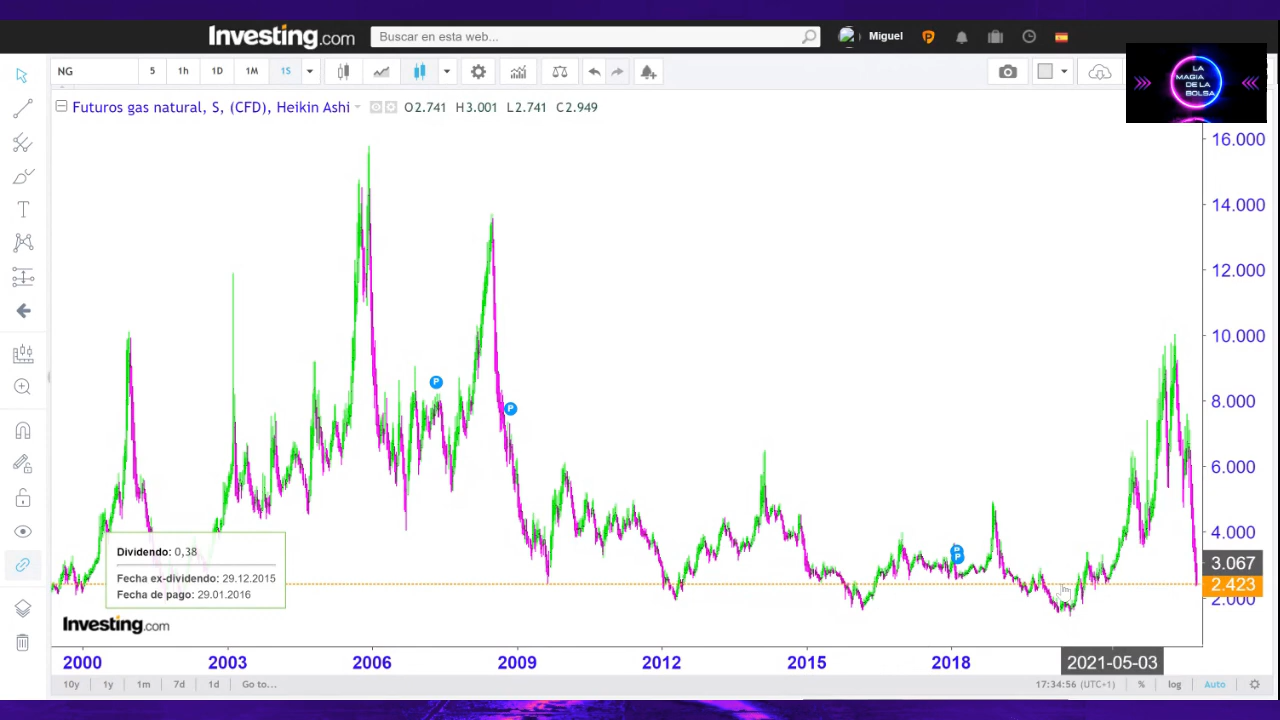 Investing.com
Buscar en esta web...
Miguel
NG
5
1h
1D
1M
1S
LA
MAGIA
DE LA
BOLSA
Futuros gas natural, S, (CFD), Heikin Ashi
O2.741 H3.001 L2.741 C2.949
16.000
14.000
12.000
10.000
8.000
6.000
4.000
3.067
2.423
2.000
P
P
P
P
Dividendo: 0,38
Fecha ex-dividendo: 29.12.2015
Fecha de pago: 29.01.2016
Investing.com
2000
2003
2006
2009
2012
2015
2018
2021-05-03
10y
1y
1m
7d
1d
Go to...
17:34:56 (UTC+1)
%
log
Auto